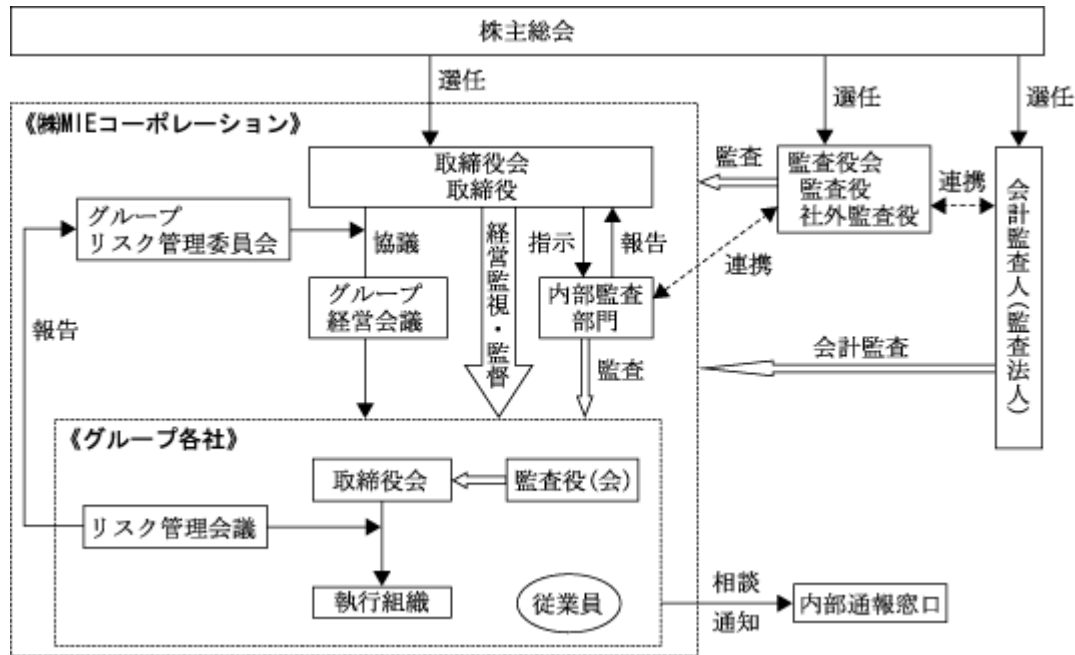 株主総会
選任
選任
選任
《㈱MIEコーポレーション》
取締役会
取締役
監査
監査役会
監査役
社外監査役
連携
会計監査人(監査法人)
グループ
リスク管理委員会
協議
経営監視・監督
指示
報告
連携
グループ
経営会議
内部監査
部門
報告
会計監査
監査
《グループ各社》
取締役会
監査役(会)
リスク管理会議
執行組織
従業員
相談
通知
内部通報窓口